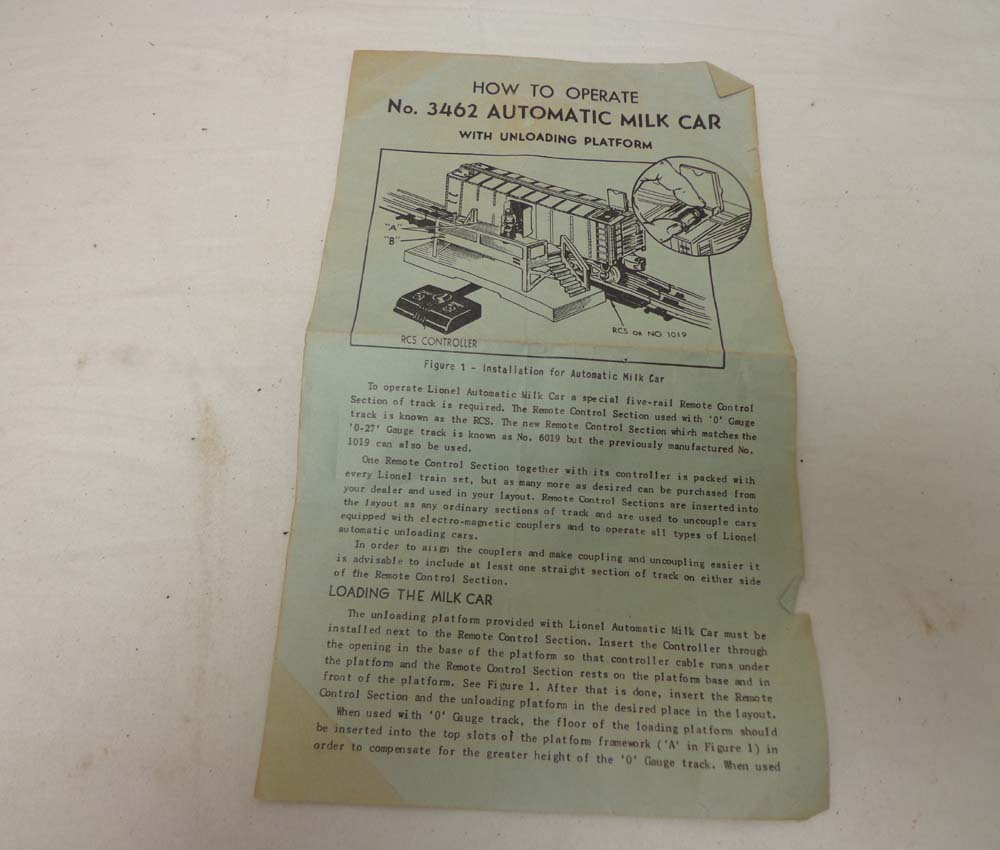 HOW TO OPERATE
No. 3462 AUTOMATIC MILK CAR
WITH UNLOADING PLATFORM
"A"
"B"
RCS OR NO. 1019
RCS CONTROLLER
Figure 1 - Installation for Automatic Milk Car
To operate Lionel Automatic Milk Car a special five-rail Remote Control
Section of track is required. The Remote Control Section used with '0' Gauge
track is known as the RCS. The new Remote Control Section which matches the
'0-27' Gauge track is known as No. 6019 but the previously manufactured No.
1019 can also be used.
One Remote Control Section together with its controller is packed with
every Lionel train set, but as many more as desired can be purchased from
your dealer and used in your layout. Remote Control Sections are inserted into
the layout as any ordinary sections of track and are used to uncouple cars
equipped with electro-magnetic couplers and to operate all types of Lionel
automatic unloading cars.
In order to align the couplers and make coupling and uncoupling easier it
is advisable to include at least one straight section of track on either side
of the Remote Control Section.
LOADING THE MILK CAR
The unloading platform provided with Lionel Automatic Milk Car must be
installed next to the Remote Control Section. Insert the Controller through
the opening in the base of the platform so that controller cable runs under
the platform and the Remote Control Section rests on the platform base and in
front of the platform. See Figure 1. After that is done, insert the Remote
Control Section and the unloading platform in the desired place in the layout.
When used with '0' Gauge track, the floor of the loading platform should
be inserted into the top slots of the platform framework ('A' in Figure 1) in
order to compensate for the greater height of the '0' Gauge track. When used